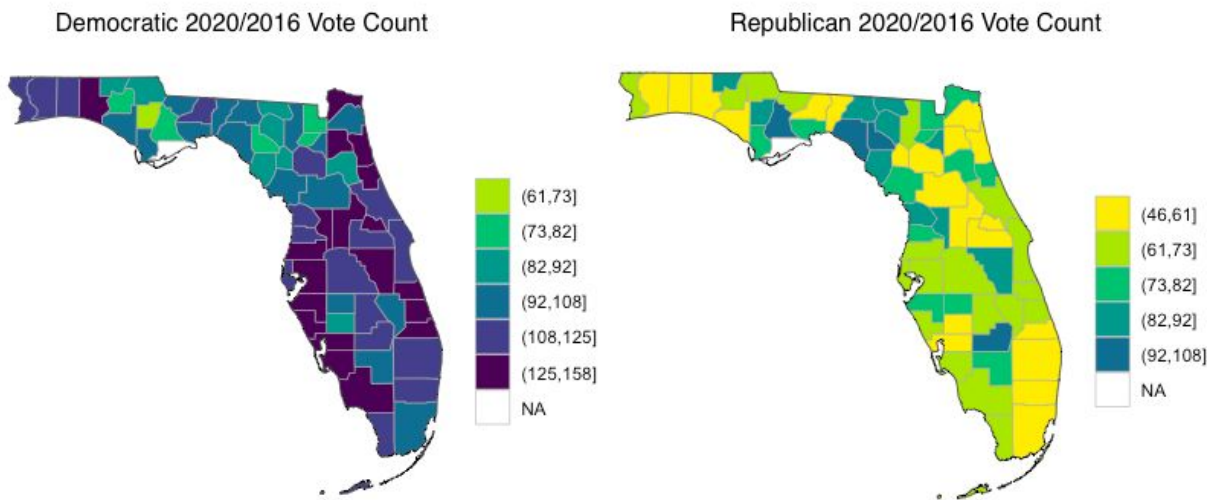 Democratic 2020/2016 Vote Count
(61,73]
(73,82]
(82,92]
(92,108]
(108,125]
(125,158]
NA
Republican 2020/2016 Vote Count
(46,61]
(61,73]
(73,82]
(82,92]
(92,108]
NA